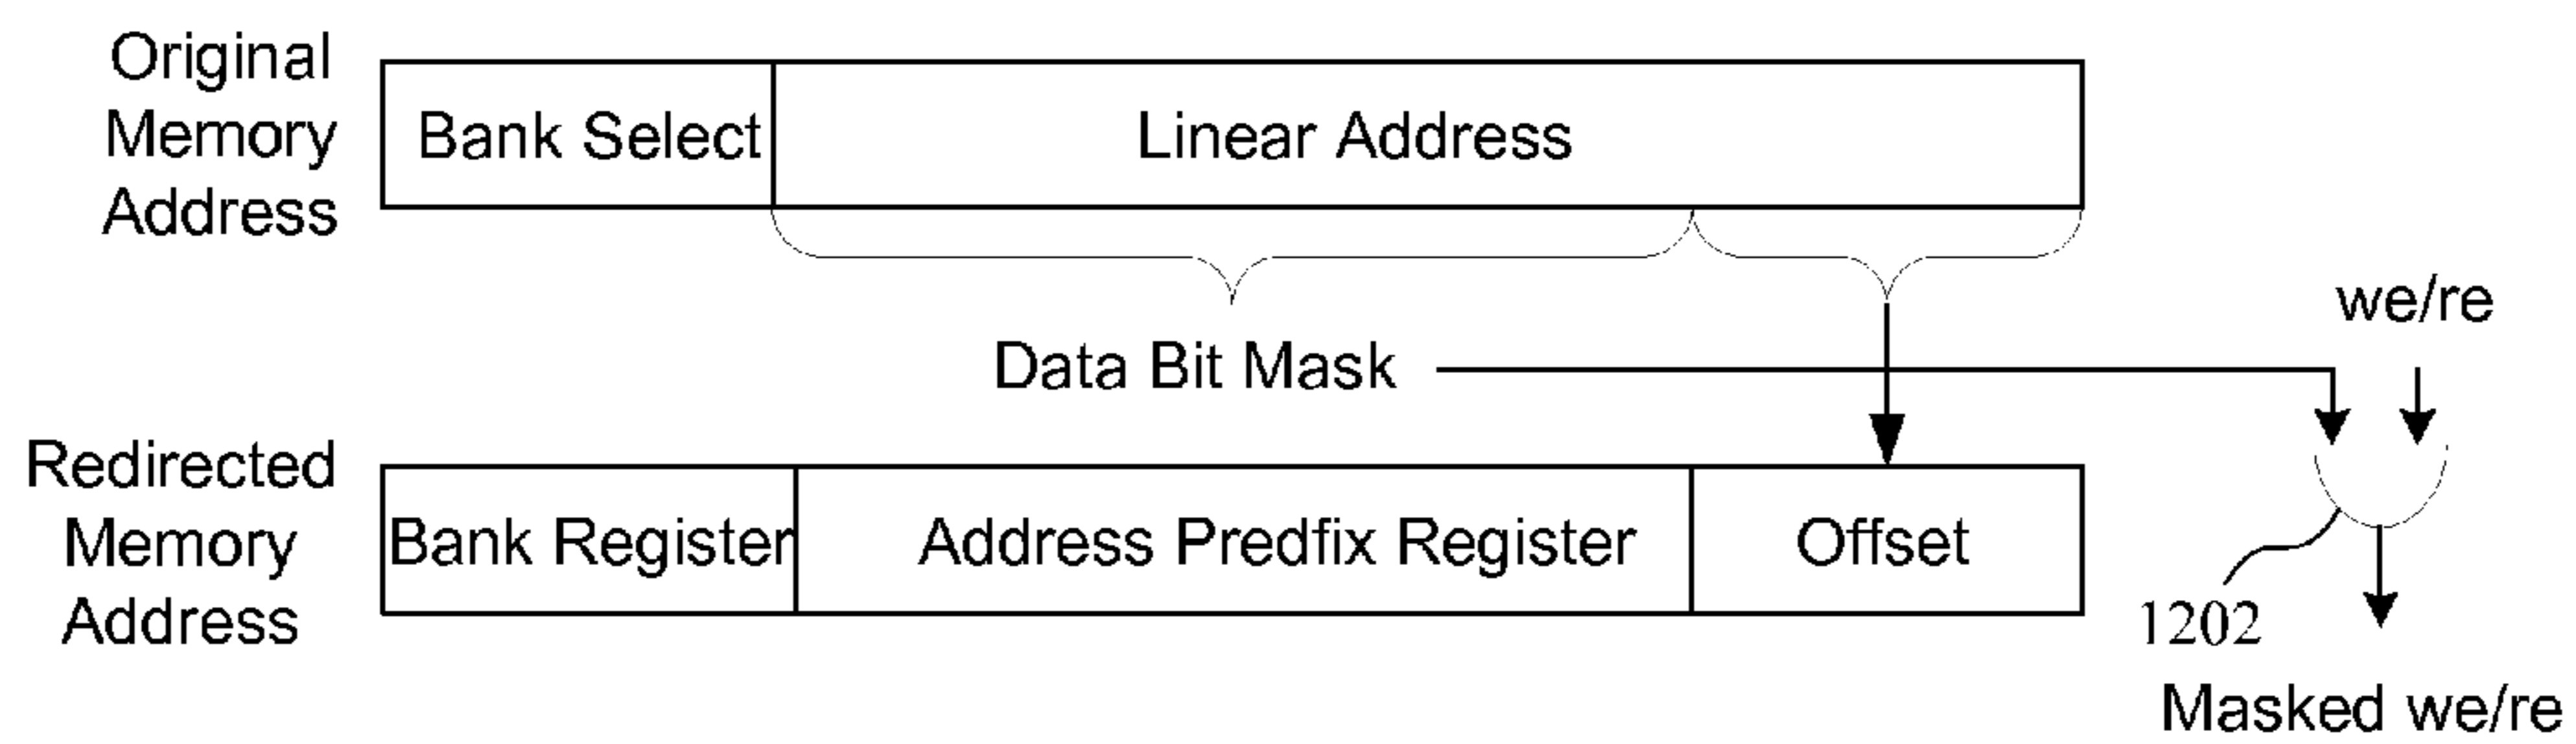 Original
Memory
Address
Bank Select
Linear Address
we/re
Data Bit Mask
Redirected
Memory
Address
Bank Register
Address Predfix Register
Offset
1202
Masked we/re